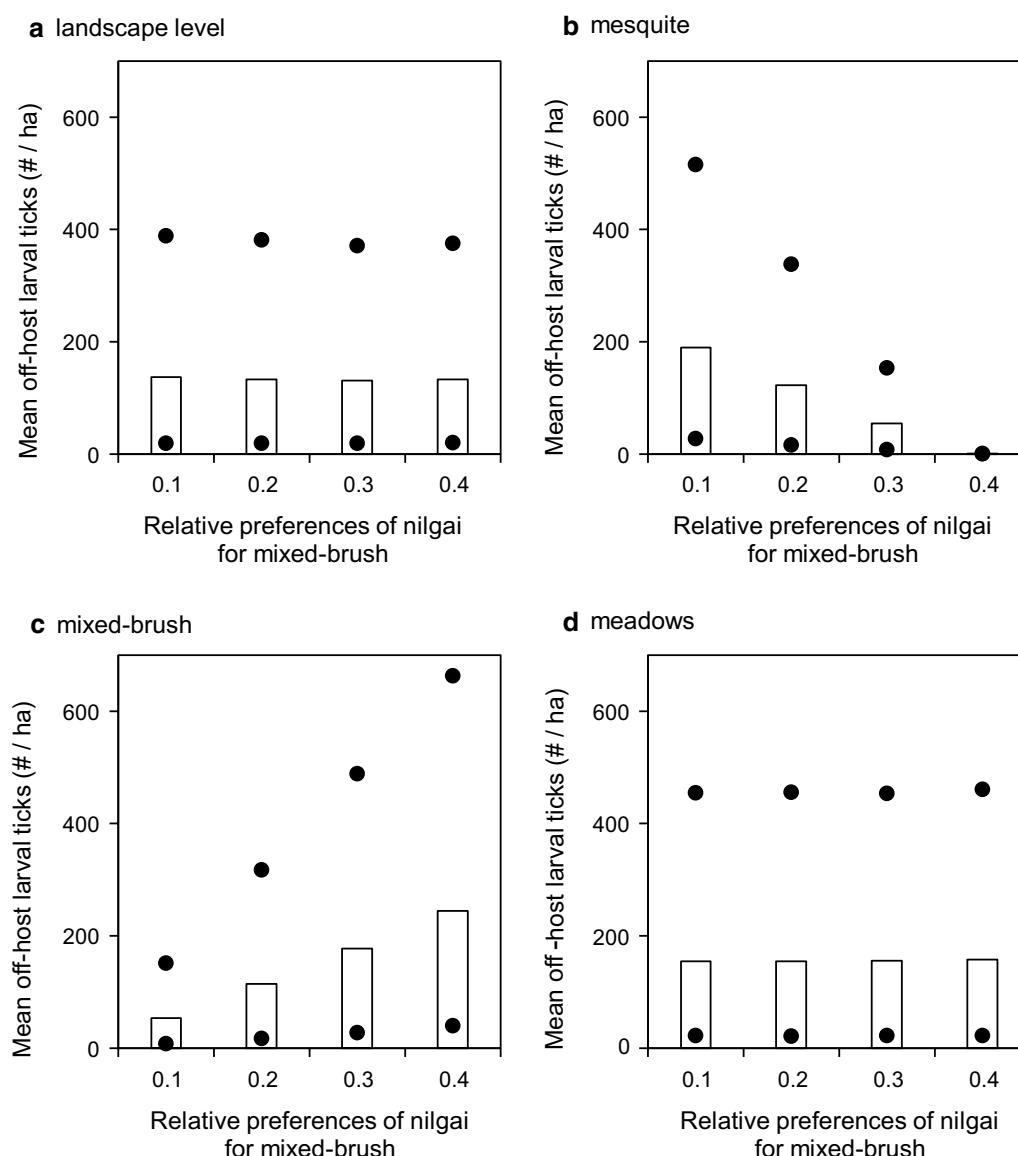 a landscape level
Mean off-host larval ticks (# / ha)
600
400
200
0
0.1 0.2 0.3 0.4
Relative preferences of nilgai
for mixed-brush
b mesquite
Mean off-host larval ticks (# / ha)
600
400
200
0
0.1 0.2 0.3 0.4
Relative preferences of nilgai
for mixed-brush
c mixed-brush
Mean off-host larval ticks (# / ha)
600
400
200
0
0.1 0.2 0.3 0.4
Relative preferences of nilgai
for mixed-brush
d meadows
Mean off -host larval ticks (# / ha)
600
400
200
0
0.1 0.2 0.3 0.4
Relative preferences of nilgai
for mixed-brush